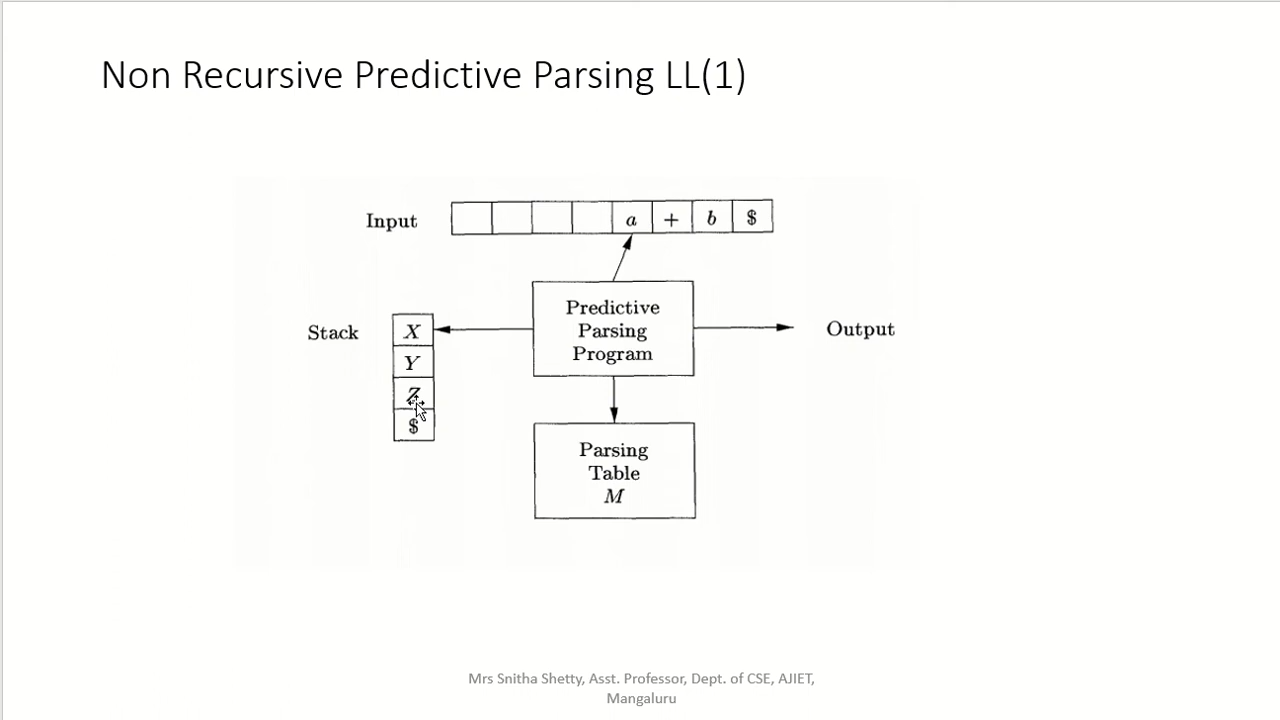 Non Recursive Predictive Parsing LL(1)
Input
a + b $
Predictive
Parsing
Program
Stack
X
Y
Z
$
Output
Parsing
Table
M
Mrs Snitha Shetty, Asst. Professor, Dept. of CSE, AJIET,
Mangaluru